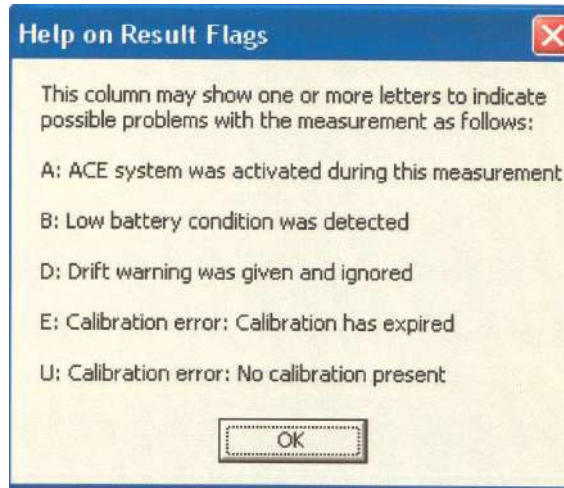 Help on Result Flags
This column may show one or more letters to indicate
possible problems with the measurement as follows:
A: ACE system was activated during this measurement
B: Low battery condition was detected
D: Drift warning was given and ignored
E: Calibration error: Calibration has expired
U: Calibration error: No calibration present
OK